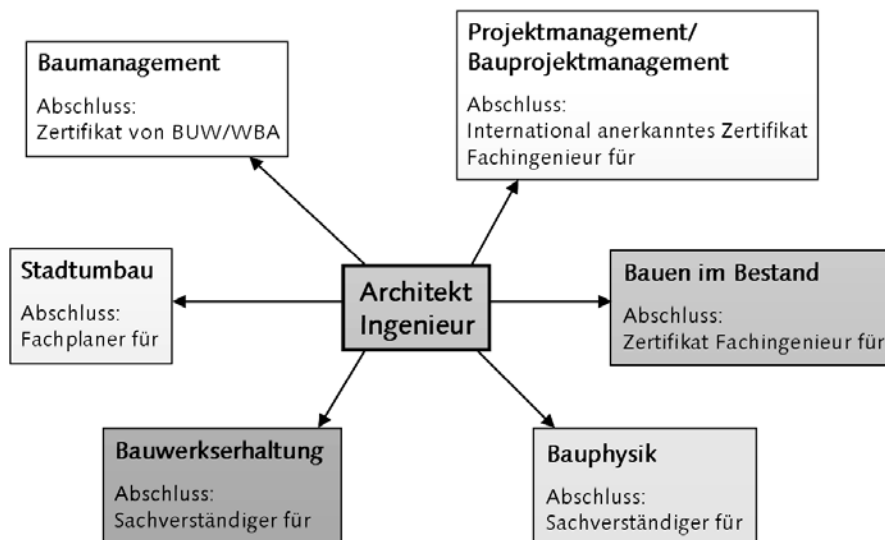 Baumanagement
Abschluss:
Zertifikat von BUW/WBA
Projektmanagement/
Bauprojektmanagement
Abschluss:
International anerkanntes Zertifikat
Fachingenieur für
Stadtumbau
Abschluss:
Fachplaner für
Architekt
Ingenieur
Bauen im Bestand
Abschluss:
Zertifikat Fachingenieur für
Bauwerkserhaltung
Abschluss:
Sachverständiger für
Bauphysik
Abschluss:
Sachverständiger für